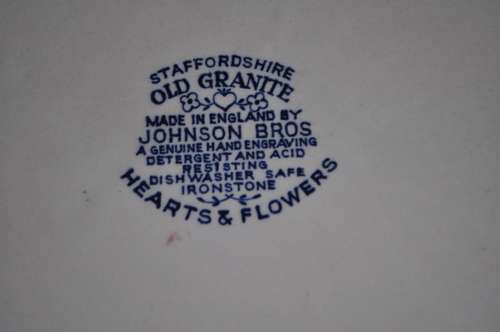 STAFFORDSHIRE
OLD GRANITE
MADE IN ENGLAND BY
JOHNSON BROS
A GENUINE HAND ENGRAVING
DETERGENT AND ACID
RESISTING
DISHWASHER SAFE
IRONSTONE
HEARTS & FLOWERS